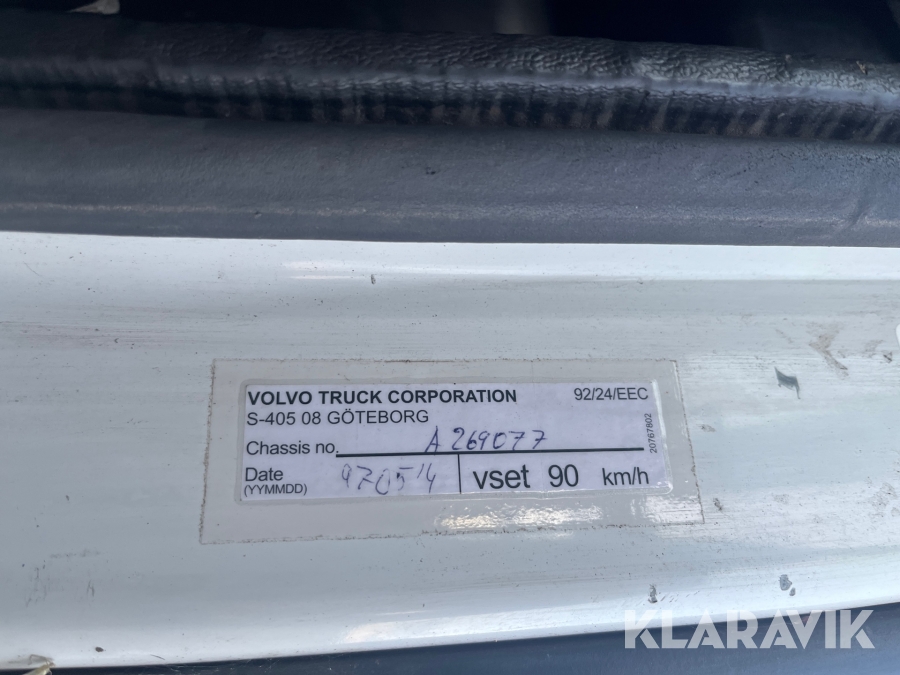 VOLVO TRUCK CORPORATION 92/24/EEC
S-405 08 GÖTEBORG
Chassis no. A 269077
Date 970514 vset 90 km/h
(YYMMDD)
20767802
KLARAVIK